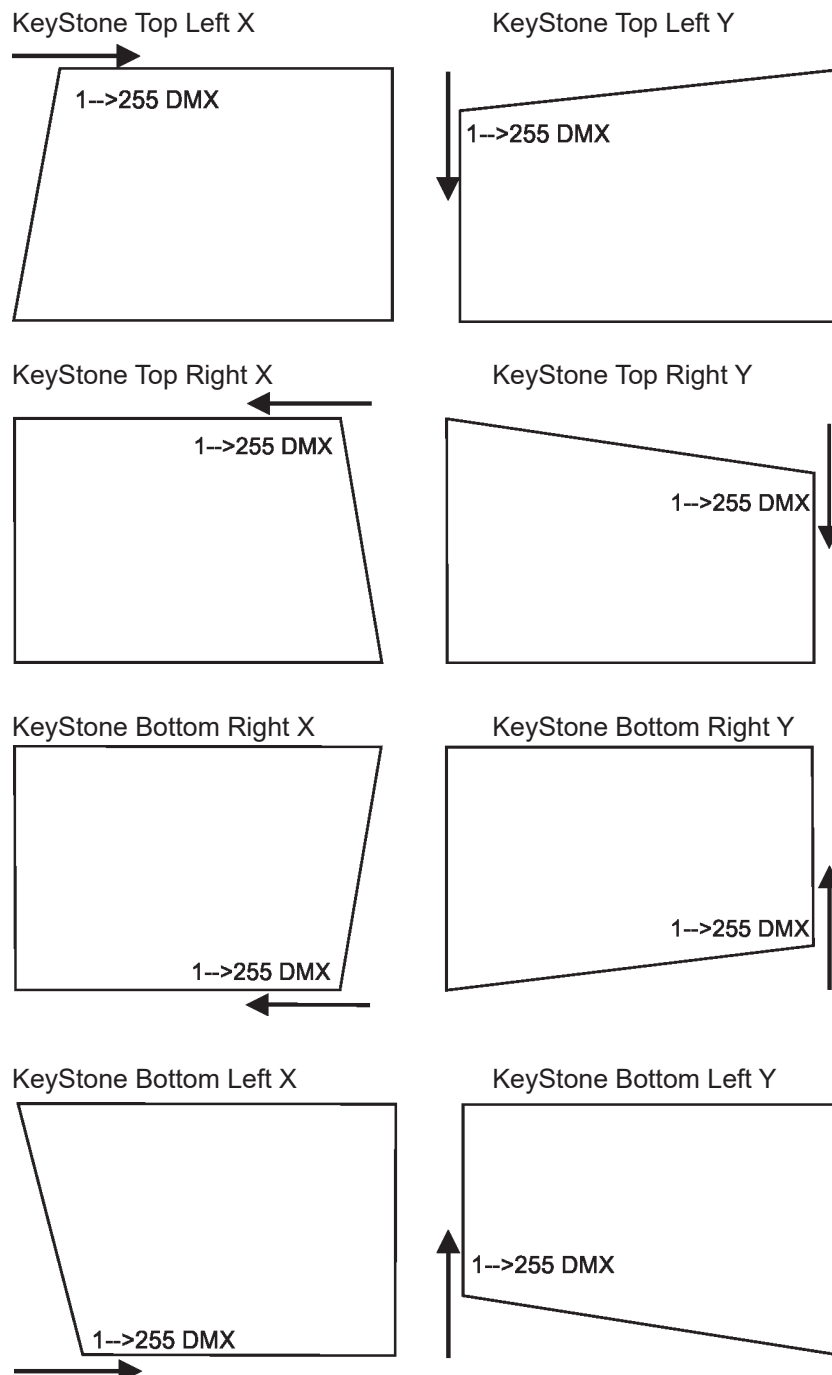 KeyStone Top Left X
KeyStone Top Left Y
1-->255 DMX
1-->255 DMX
KeyStone Top Right X
KeyStone Top Right Y
1-->255 DMX
1-->255 DMX
KeyStone Bottom Right X
KeyStone Bottom Right Y
1-->255 DMX
1-->255 DMX
KeyStone Bottom Left X
KeyStone Bottom Left Y
1-->255 DMX
1-->255 DMX